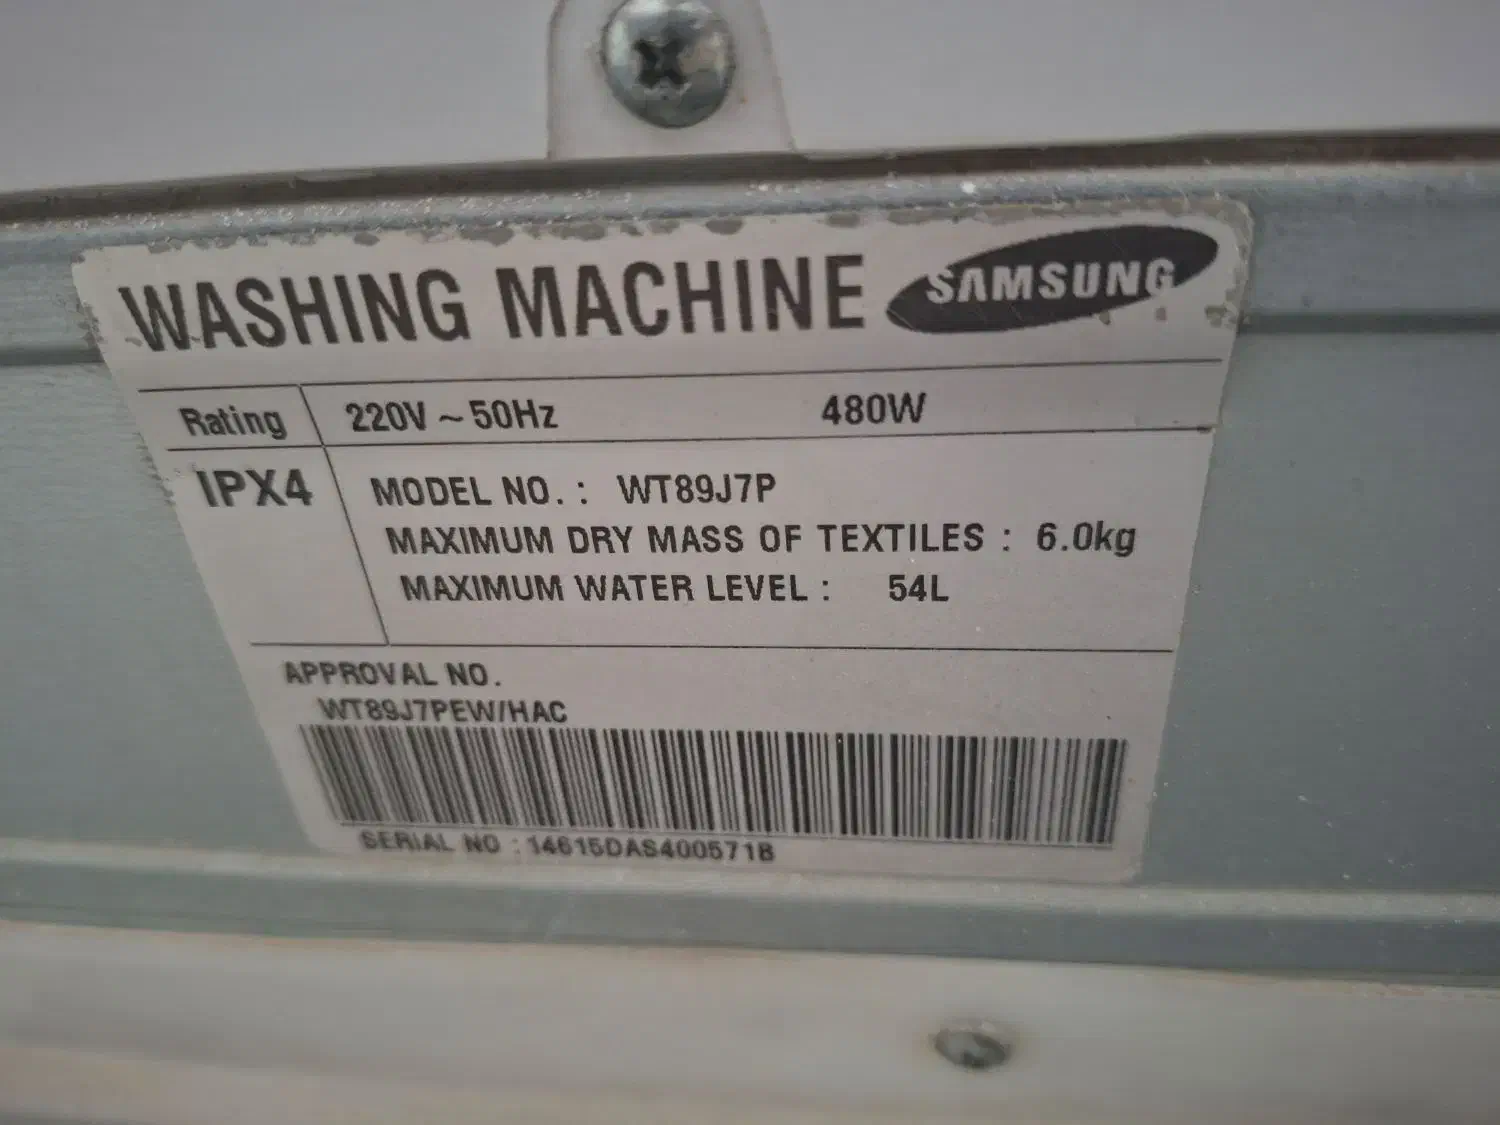 WASHING MACHINE SAMSUNG
Rating 220V ~ 50Hz 480W
IPX4 MODEL NO. : WT89J7P
MAXIMUM DRY MASS OF TEXTILES : 6.0kg
MAXIMUM WATER LEVEL : 54L
APPROVAL NO.
WT89J7PEW/HAC
SERIAL NO : 14615DAS400571B